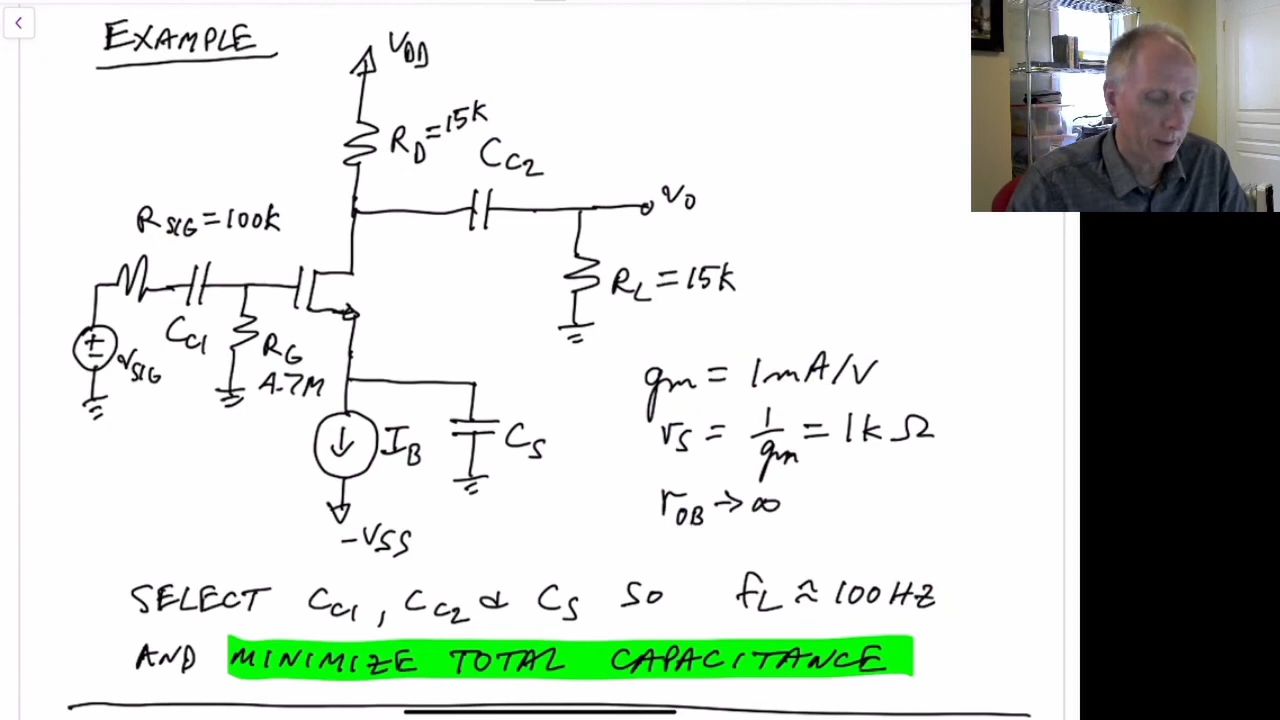 EXAMPLE
VDD
RD=15k
CC2
vo
RSIG=100k
RL=15k
CC1
vSIG
RG
4.7M
gm = 1mA/V
rS = 1/gm = 1kΩ
IB
CS
rOB → ∞
-VSS
SELECT CC1, CC2 & CS SO fL ≈ 100HZ
AND MINIMIZE TOTAL CAPACITANCE